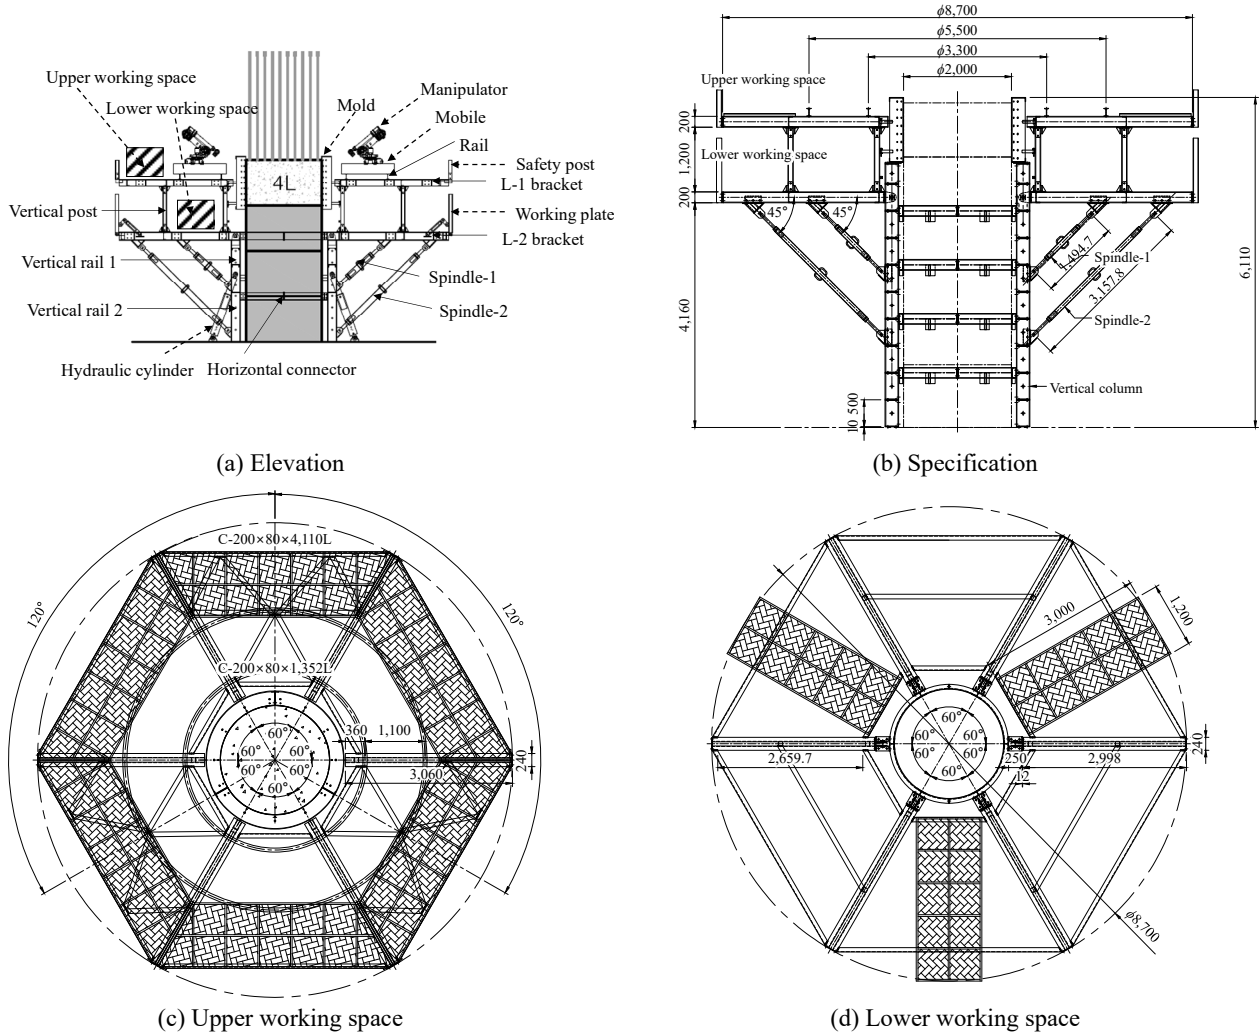 Upper working space
Lower working space
Mold
Manipulator
Mobile
Rail
Safety post
L-1 bracket
4L
Vertical post
Working plate
L-2 bracket
Vertical rail 1
Spindle-1
Vertical rail 2
Spindle-2
Hydraulic cylinder
Horizontal connector
(a) Elevation
ϕ8,700
ϕ5,500
ϕ3,300
ϕ2,000
Upper working space
200
1,200
Lower working space
200
45°
45°
1,494.7
Spindle-1
3,157.8
Spindle-2
6,110
4,160
Vertical column
500
10
(b) Specification
C-200×80×4,110L
120°
120°
C-200×80×1,352L
360
1,100
60°
60°
60°
60°
60°
60°
3,060
240
(c) Upper working space
3,000
1,200
60°
60°
60°
60°
60°
60°
240
2,659.7
250
2,998
12
ϕ8,700
(d) Lower working space